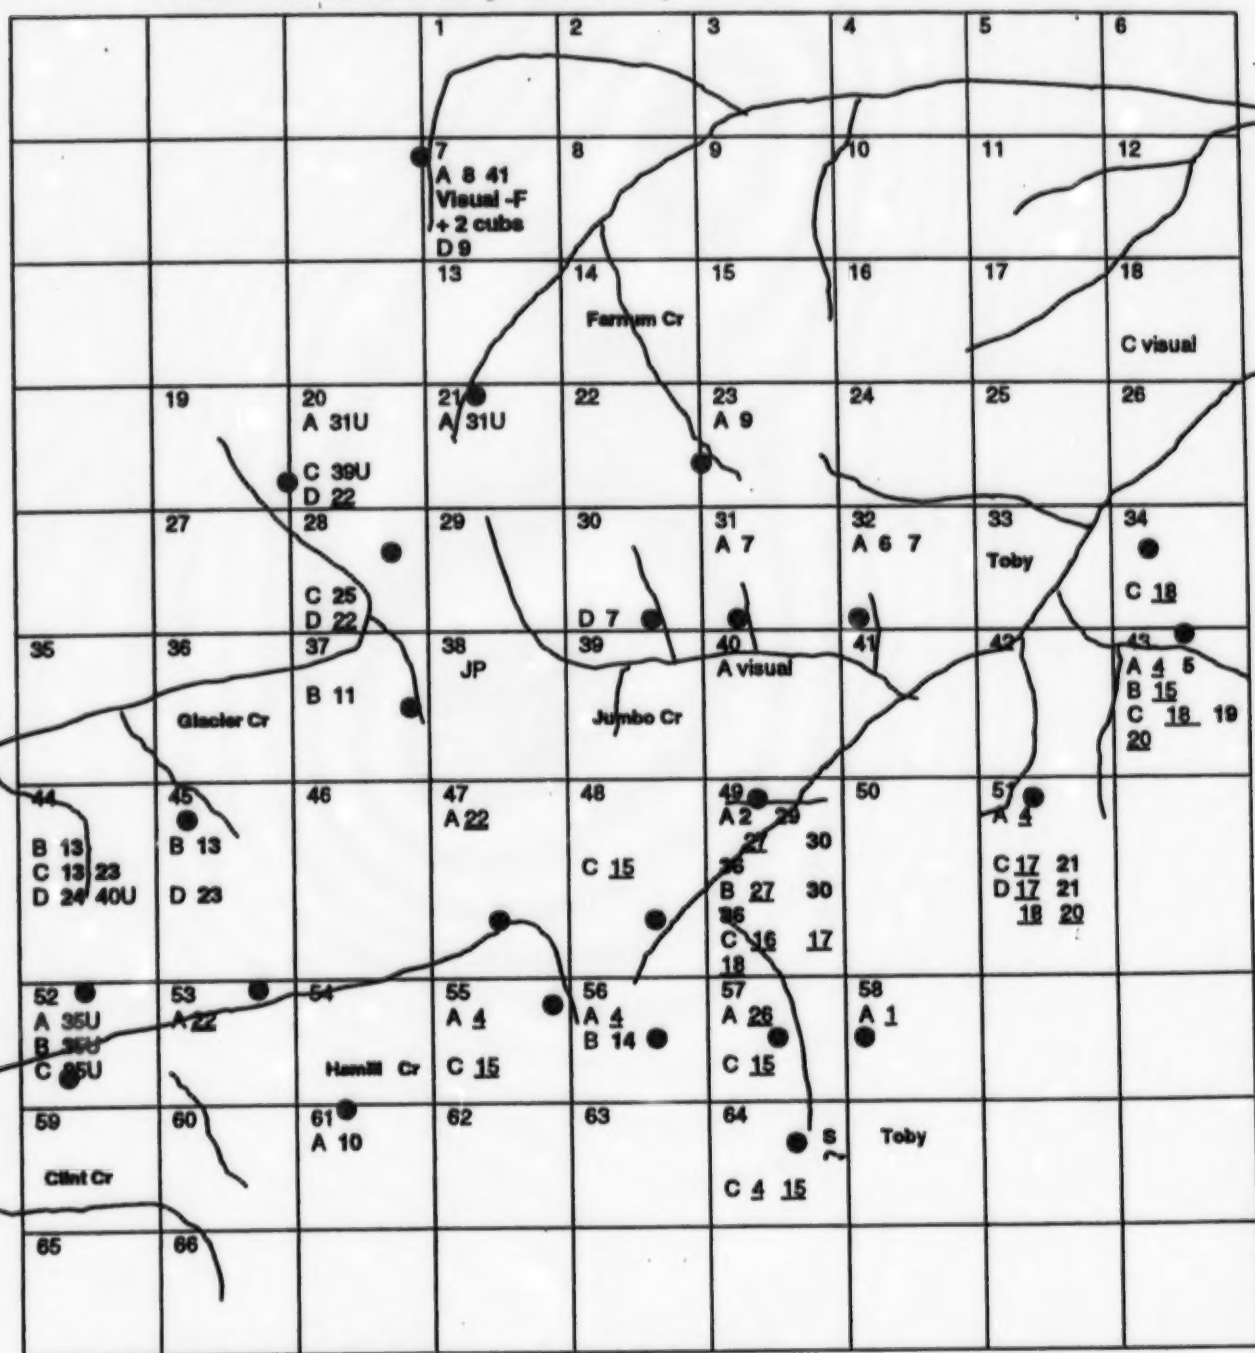 1 2 3 4 5 6
7 8 9 10 11 12
A 8 41
Visual -F
+ 2 cubs
D 9
13 14 15 16 17 18
Farnum Cr
C visual
19 20 21 22 23 24 25 26
A 31U A 31U A 9
C 39U
D 22
27 28 29 30 31 32 33 34
A 7 A 6 7
Toby
C 25 D 7 C 18
D 22
35 36 37 38 39 40 41 42 43
JP A visual A 4 5
B 11 B 15
Glacier Cr Jumbo Cr C 18 19
20
44 45 46 47 48 49 50 51
A 22 A 2 29 A 4
27 30
B 13 B 13
C 13 23 C 15 36 C 17 21
D 24 40U D 23 B 27 30 D 17 21
36 18 20
C 16 17
18
52 53 54 55 56 57 58
A 35U A 22 A 4 A 4 A 26 A 1
B 35U B 14
C 35U Hamill Cr C 15 C 15
59 60 61 62 63 64
A 10 S Toby
Clint Cr C 4 15
65 66